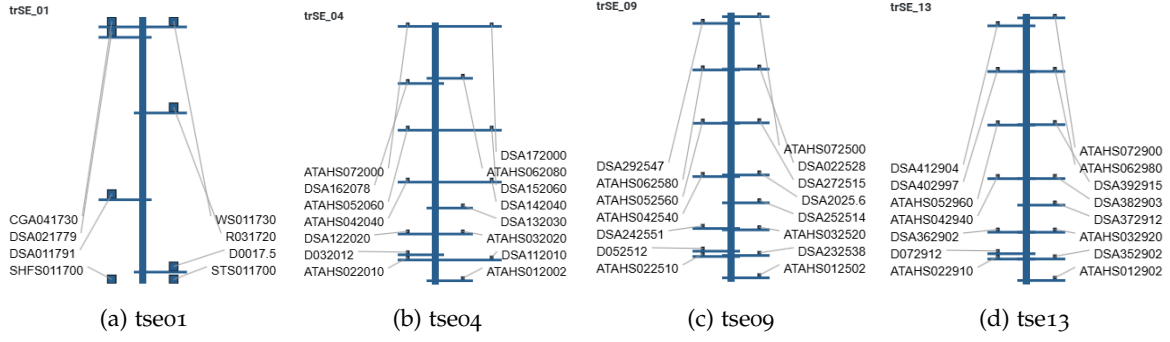 trSE_01
CGA041730
DSA021779
DSA011791
SHFS011700
WS011730
R031720
D0017.5
STS011700
(a) tse01
trSE_04
ATAHS072000
DSA162078
ATAHS052060
ATAHS042040
DSA122020
D032012
ATAHS022010
DSA172000
ATAHS062080
DSA152060
DSA142040
DSA132030
ATAHS032020
DSA112010
ATAHS012002
(b) tse04
trSE_09
DSA292547
ATAHS062580
ATAHS052560
ATAHS042540
DSA242551
D052512
ATAHS022510
ATAHS072500
DSA022528
DSA272515
DSA2025.6
DSA252514
ATAHS032520
DSA232538
ATAHS012502
(c) tse09
trSE_13
DSA412904
DSA402997
ATAHS052960
ATAHS042940
DSA362902
D072912
ATAHS022910
ATAHS072900
ATAHS062980
DSA392915
DSA382903
DSA372912
ATAHS032920
DSA352902
ATAHS012902
(d) tse13